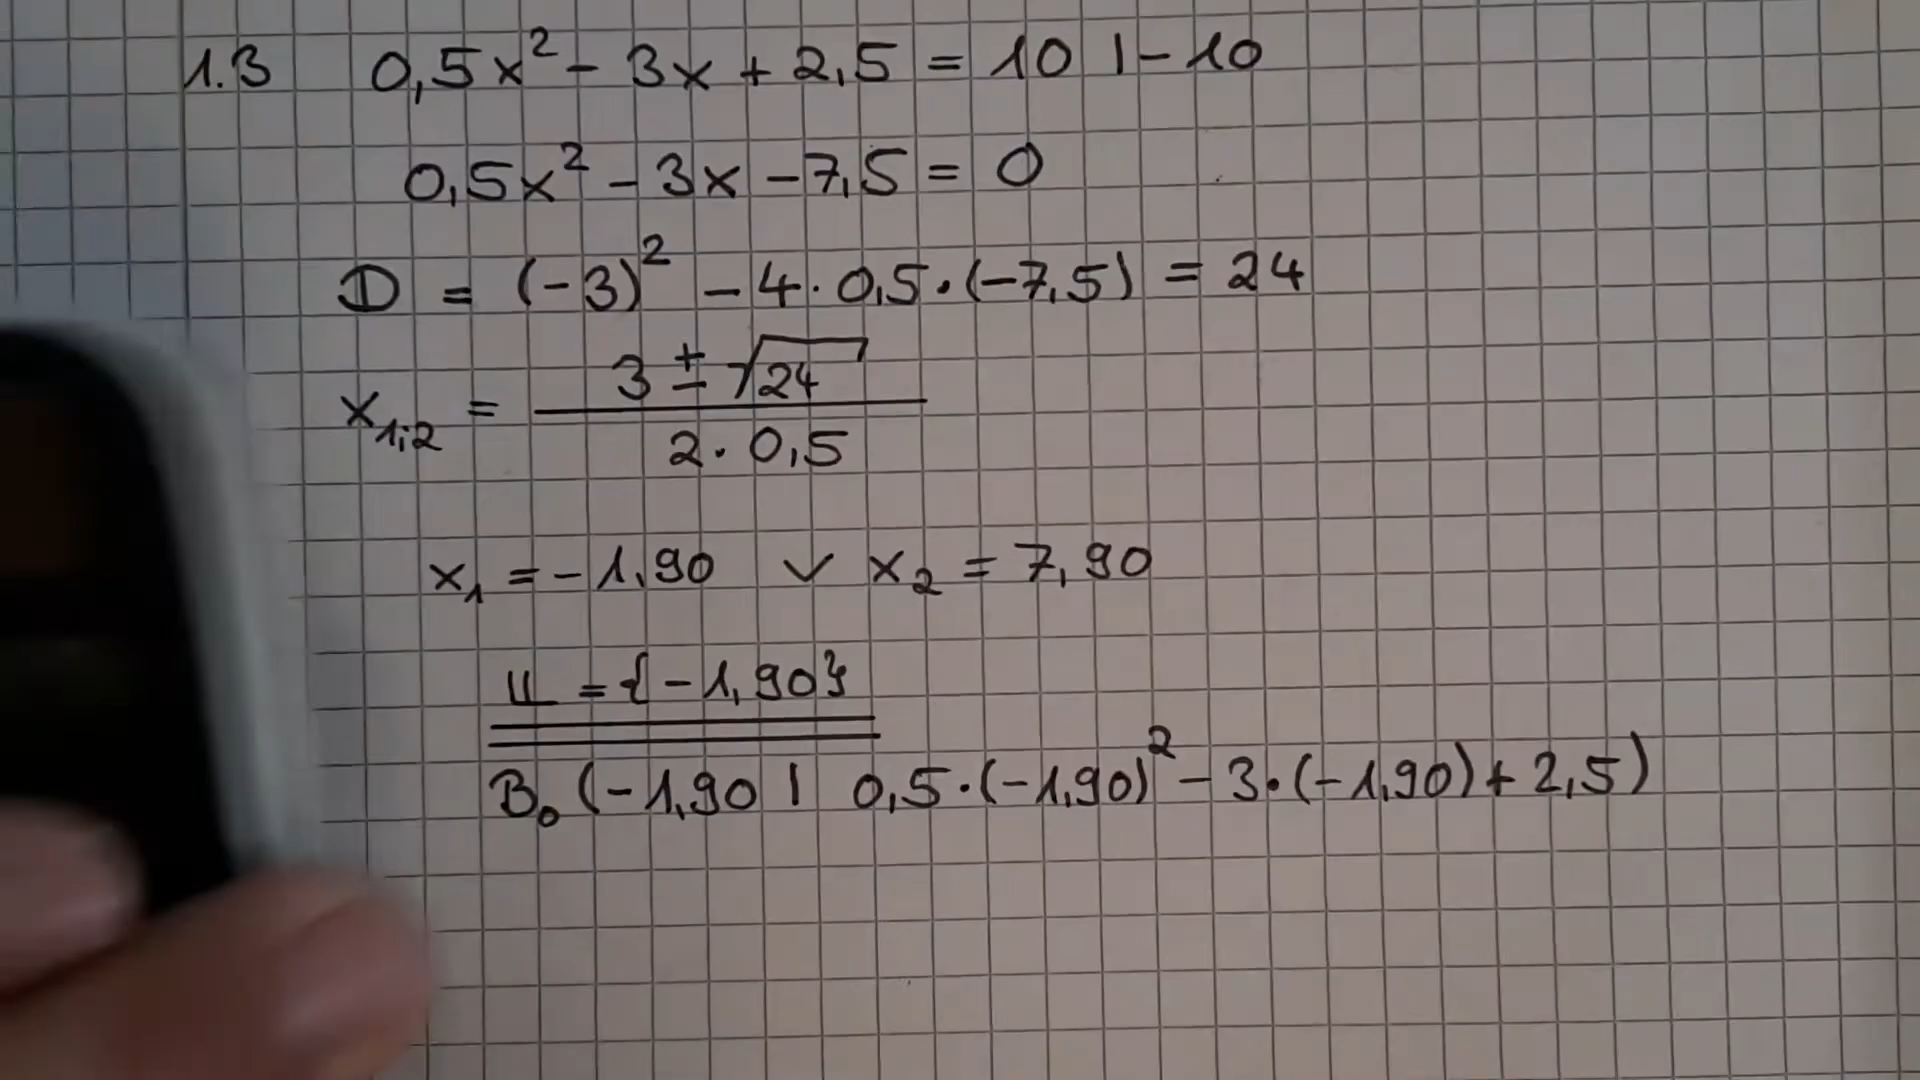 1.3 0,5x² - 3x + 2,5 = 10 | - 10
0,5x² - 3x - 7,5 = 0
D = (-3)² - 4 · 0,5 · (-7,5) = 24
x₁;₂ = (3 ± √24) / (2 · 0,5)
x₁ = -1,90 ∨ x₂ = 7,90
𝕃 = {-1,90}
B₀ (-1,90 | 0,5 · (-1,90)² - 3 · (-1,90) + 2,5)